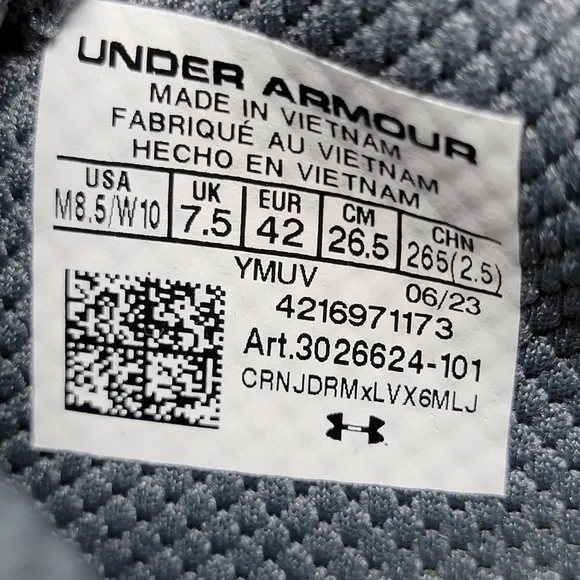 UNDER ARMOUR
MADE IN VIETNAM
FABRIQUÉ AU VIETNAM
HECHO EN VIETNAM
USA UK EUR CM CHN
M8.5/W10 7.5 42 26.5 265(2.5)
YMUV 06/23
4216971173
Art.3026624-101
CRNJDRMxLVX6MLJ